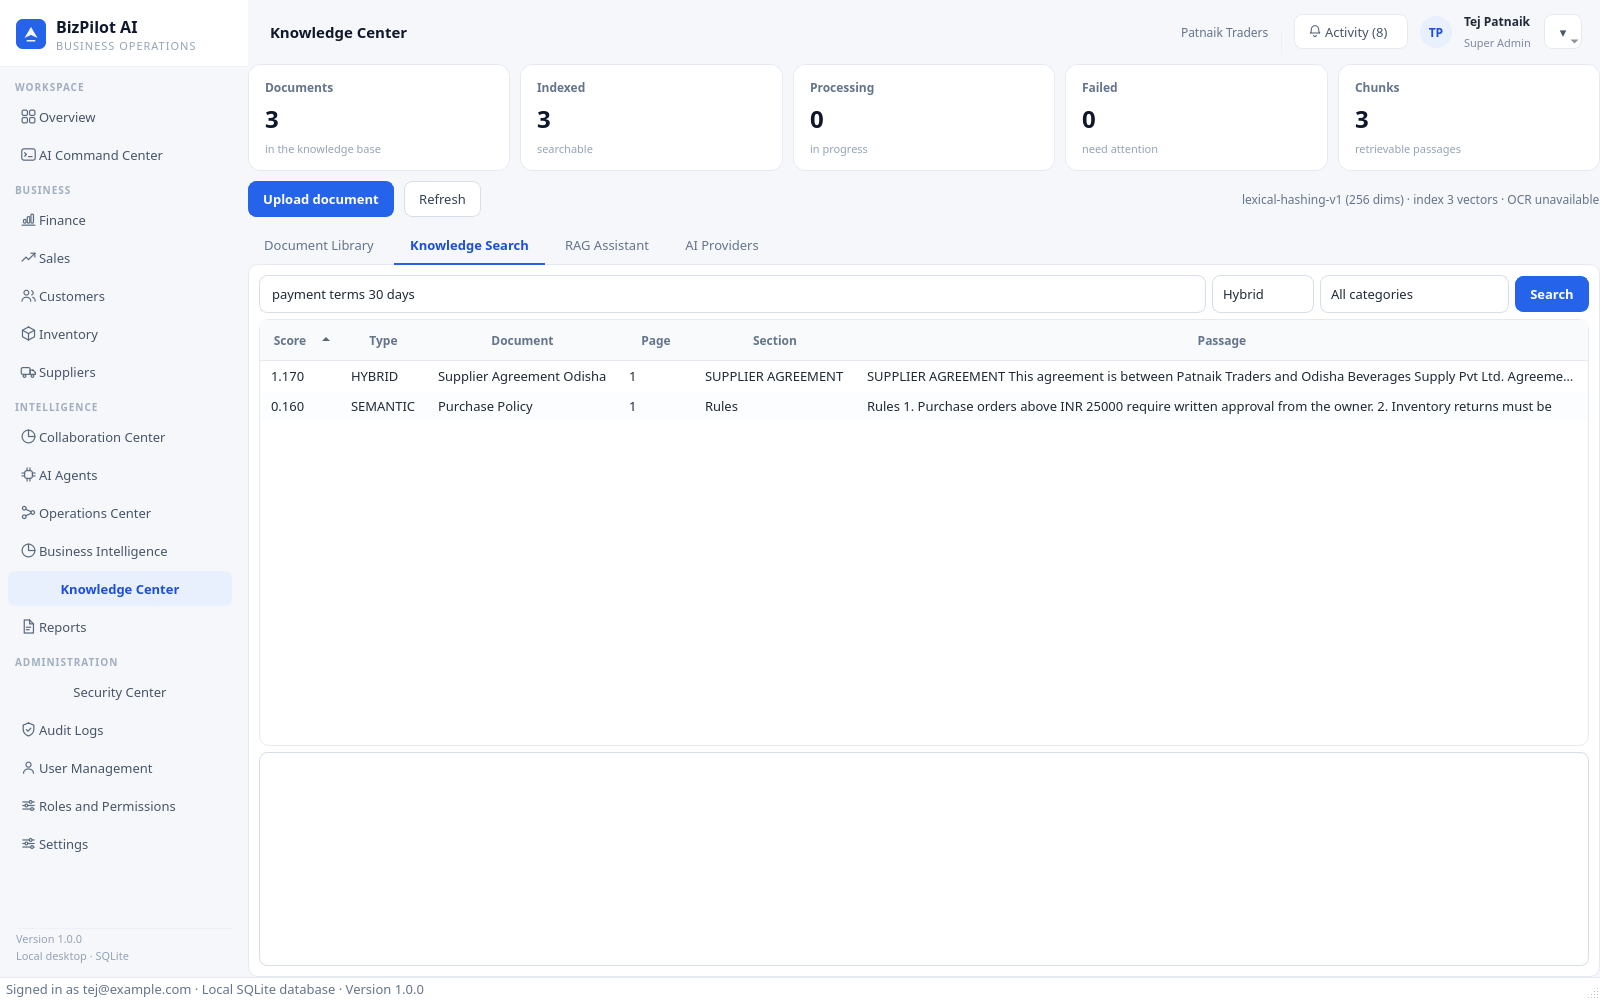 BizPilot AI
BUSINESS OPERATIONS
WORKSPACE
Overview
AI Command Center
BUSINESS
Finance
Sales
Customers
Inventory
Suppliers
INTELLIGENCE
Collaboration Center
AI Agents
Operations Center
Business Intelligence
Knowledge Center
Reports
ADMINISTRATION
Security Center
Audit Logs
User Management
Roles and Permissions
Settings
Version 1.0.0
Local desktop · SQLite
Knowledge Center
Patnaik Traders
Activity (8)
TP
Tej Patnaik
Super Admin
Documents
3
in the knowledge base
Indexed
3
searchable
Processing
0
in progress
Failed
0
need attention
Chunks
3
retrievable passages
Upload document
Refresh
lexical-hashing-v1 (256 dims) · index 3 vectors · OCR unavailable
Document Library
Knowledge Search
RAG Assistant
AI Providers
payment terms 30 days
Hybrid
All categories
Search
Score Type Document Page Section Passage
1.170 HYBRID Supplier Agreement Odisha 1 SUPPLIER AGREEMENT SUPPLIER AGREEMENT This agreement is between Patnaik Traders and Odisha Beverages Supply Pvt Ltd. Agreeme...
0.160 SEMANTIC Purchase Policy 1 Rules Rules 1. Purchase orders above INR 25000 require written approval from the owner. 2. Inventory returns must be
Signed in as tej@example.com · Local SQLite database · Version 1.0.0